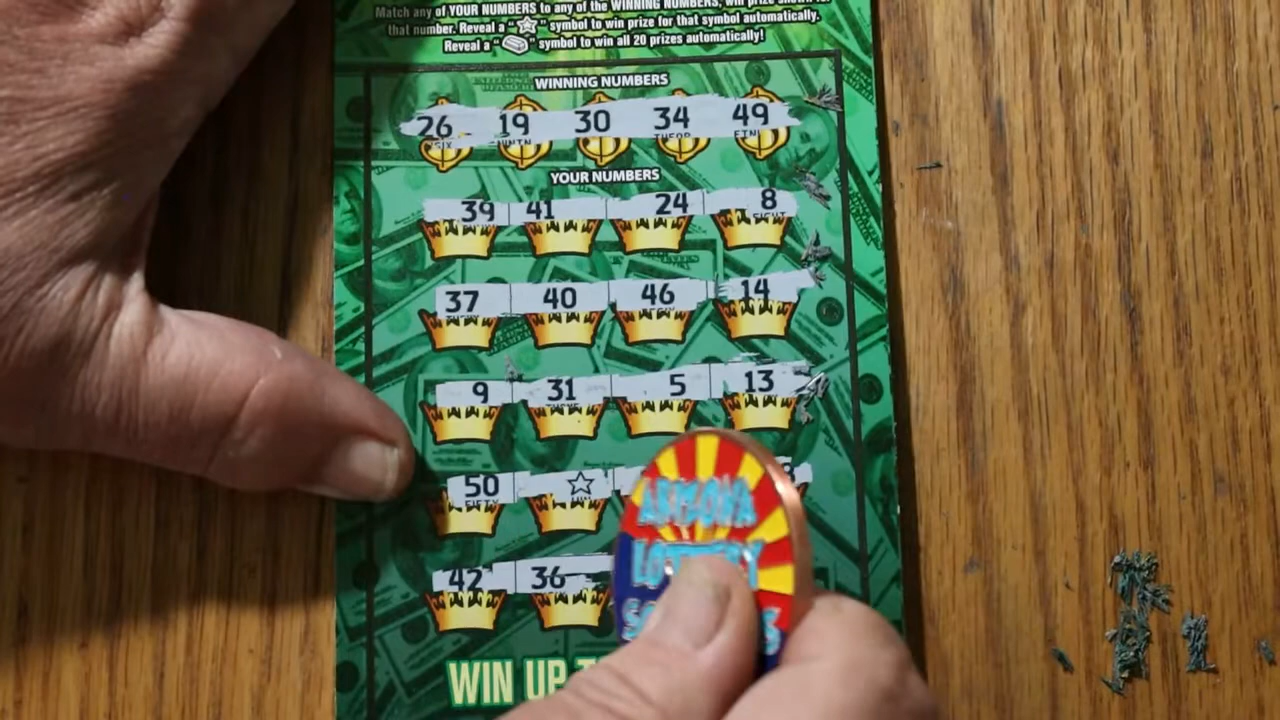 Match any of YOUR NUMBERS to any of the WINNING NUMBERS, win prize shown for
that number. Reveal a "☆" symbol to win prize for that symbol automatically.
Reveal a " " symbol to win all 20 prizes automatically!
WINNING NUMBERS
26 19 30 34 49
YOUR NUMBERS
39 41 24 8
EIGHT
37 40 46 14
9 31 5 13
50 ☆
FIFTY
42 36
ARIZONA
LOTTERY
WIN UP